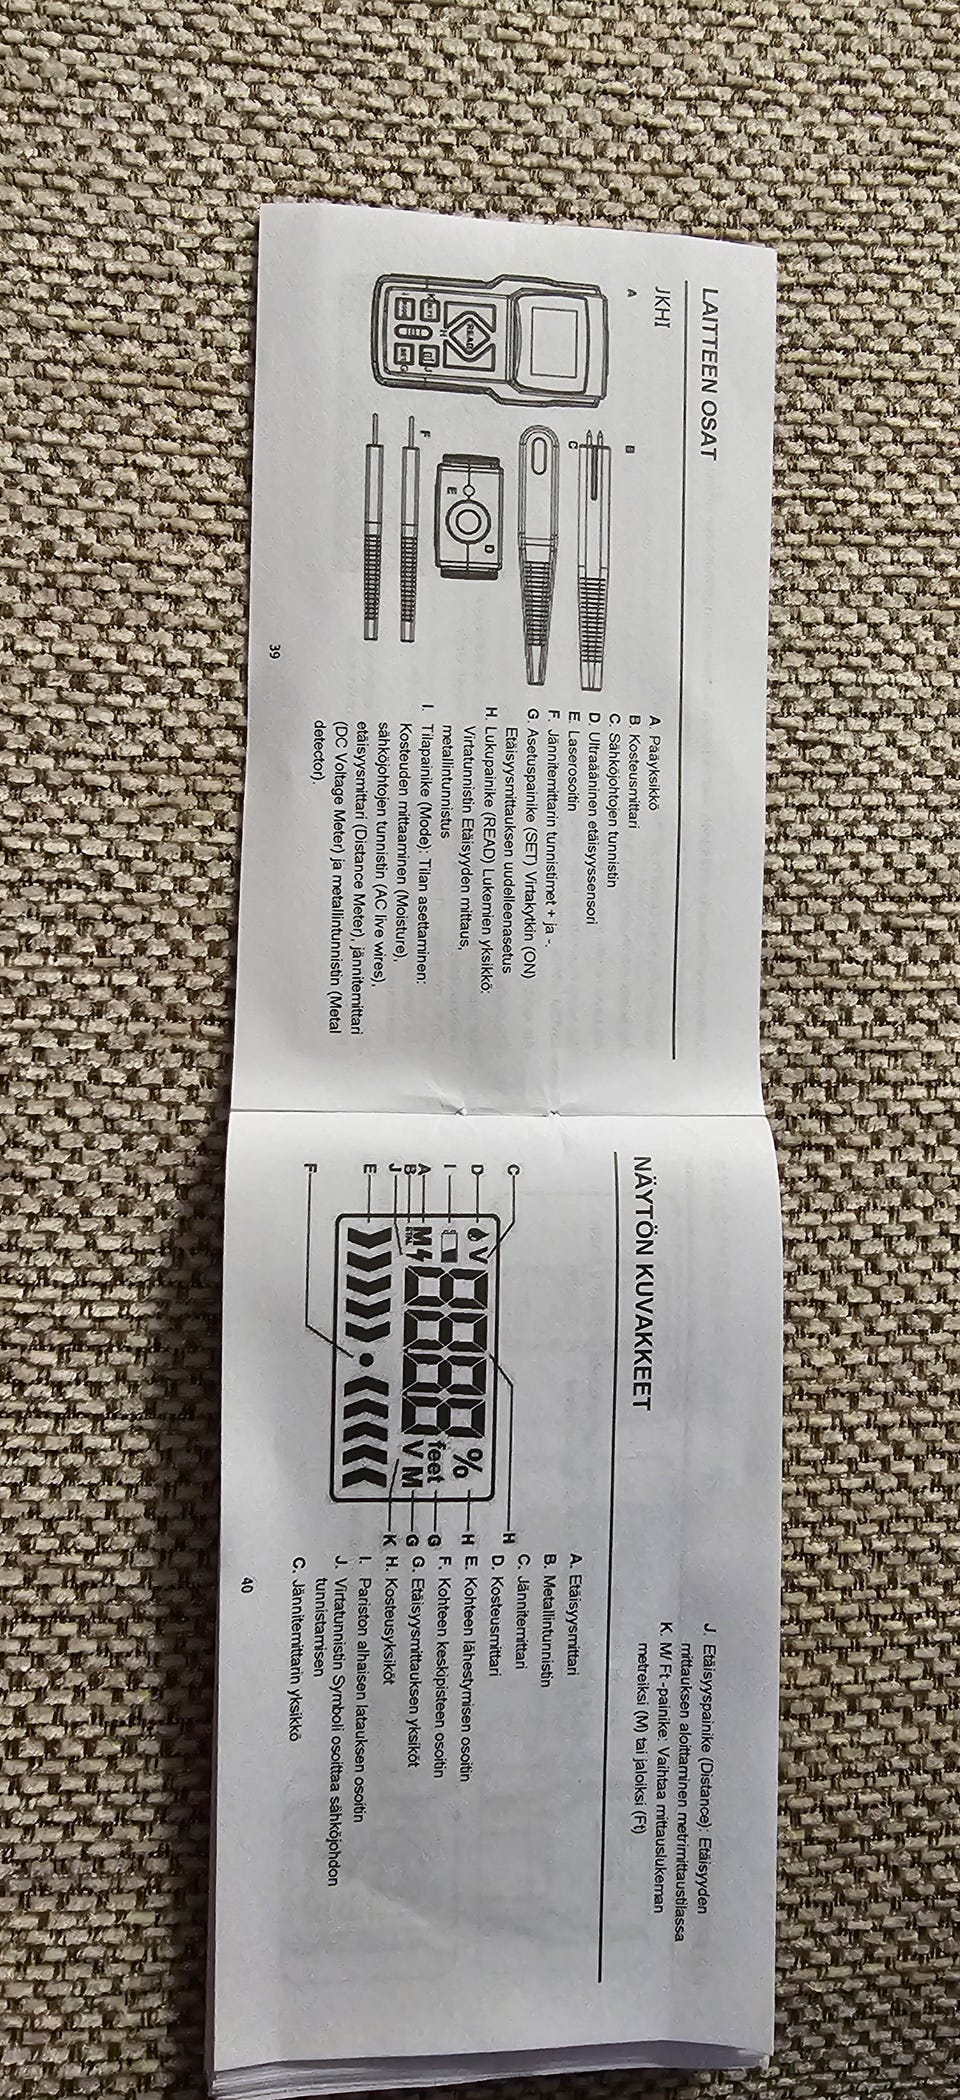 LAITTEEN OSAT
JKHI
A
B
C
D
E
F
READ
H
J
G
A Pääyksikkö
B Kosteusmittari
C. Sähköjohtojen tunnistin
D. Ultraääninen etäisyyssensori
E. Laserosoitin
F. Jännitemittarin tunnistimet + ja -.
G. Asetuspainike (SET) Virtakytkin (ON)
Etäisyysmittauksen uudelleenasetus
H. Lukupainike (READ) Lukemien yksikkö:
Virtatunnistin Etäisyyden mittaus,
metallintunnistus
I. Tilapainike (Mode): Tilan asettaminen:
Kosteuden mittaaminen (Moisture),
sähköjohtojen tunnistin (AC live wires),
etäisyysmittari (Distance Meter), jännitemittari
(DC Voltage Meter) ja metallintunnistin (Metal
detector).
39
J. Etäisyyspainike (Distance): Etäisyyden
mittauksen aloittaminen metrimittaustilassa
K. M/ Ft -painike: Vaihtaa mittauslukeman
metreiksi (M) tai jaloiksi (Ft)
NÄYTÖN KUVAKKEET
C
D
I
A
B
J
E
F
V
M
8888
%
feet
V M
H
H
G
G
K
A. Etäisyysmittari
B. Metallintunnistin
C. Jännitemittari
D. Kosteusmittari
E. Kohteen lähestymisen osoitin
F. Kohteen keskipisteen osoitin
G. Etäisyysmittauksen yksiköt
H. Kosteusyksiköt
I. Pariston alhaisen latauksen osoitin
J. Virtatunnistin Symboli osoittaa sähköjohdon
tunnistamisen
C. Jännitemittarin yksikkö
40